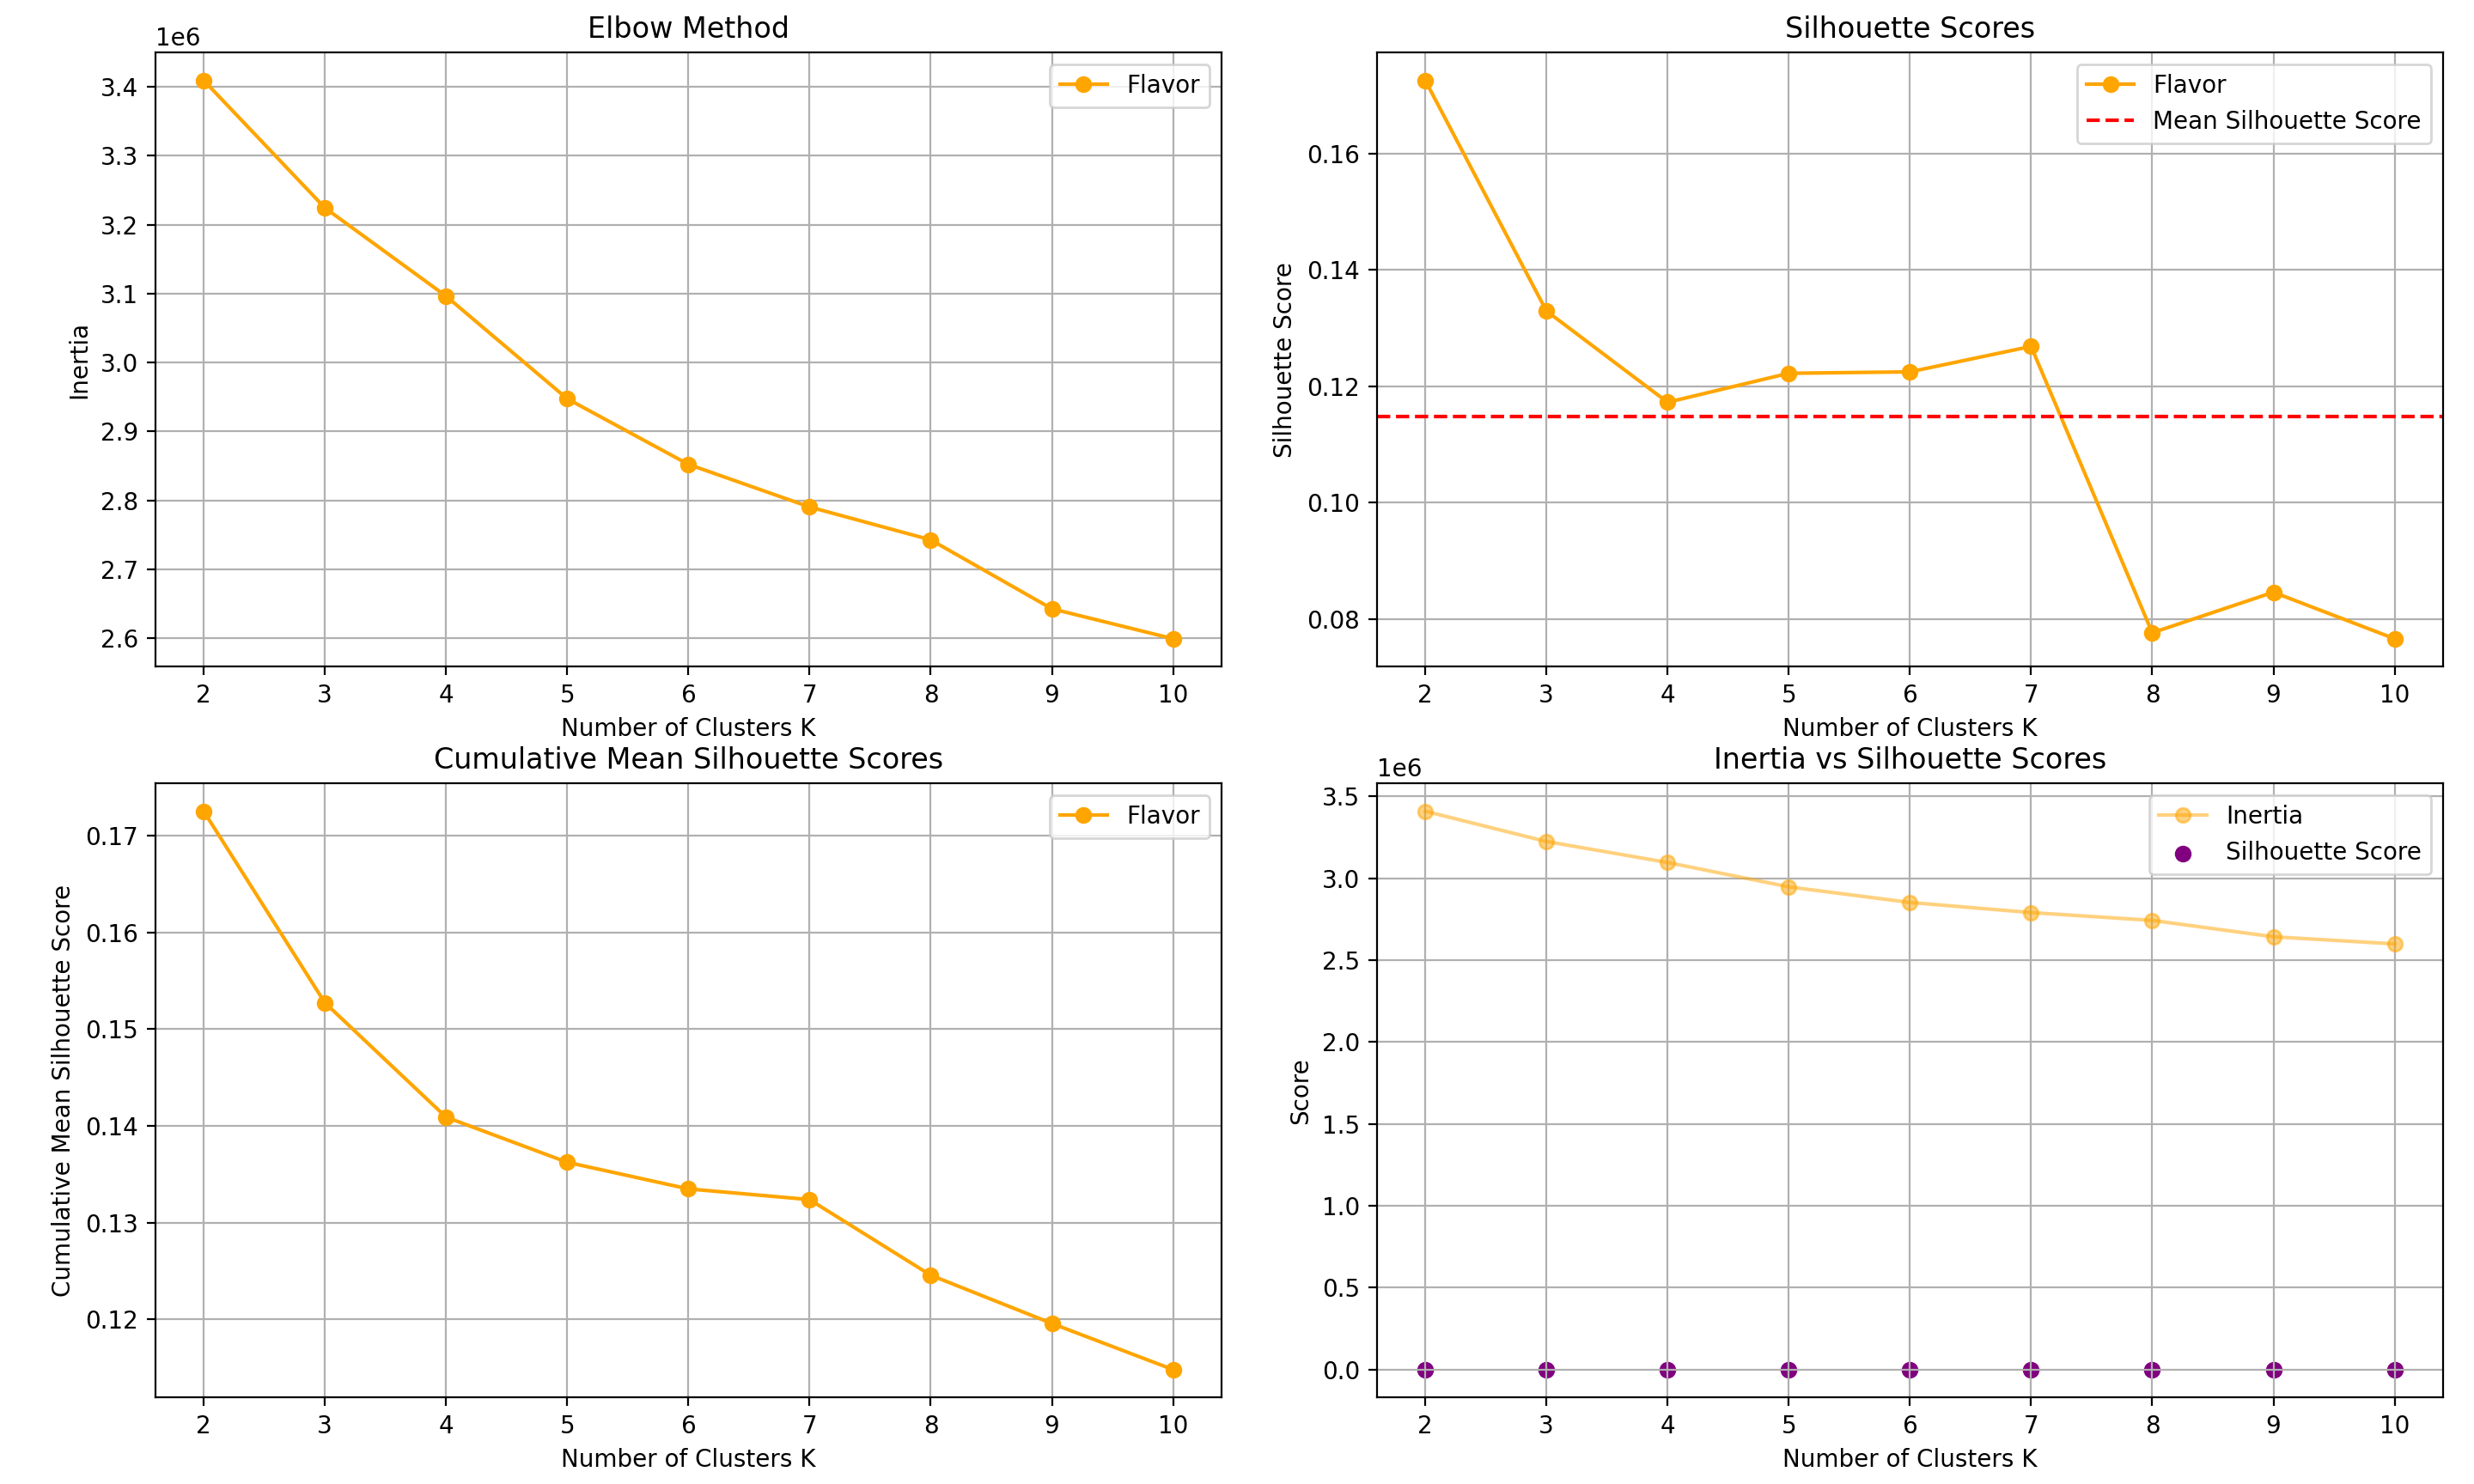 Elbow Method
1e6
3.4
3.3
3.2
3.1
3.0
2.9
2.8
2.7
2.6
Inertia
Flavor
2 3 4 5 6 7 8 9 10
Number of Clusters K
Silhouette Scores
0.16
0.14
0.12
0.10
0.08
Silhouette Score
Flavor
Mean Silhouette Score
2 3 4 5 6 7 8 9 10
Number of Clusters K
Cumulative Mean Silhouette Scores
0.17
0.16
0.15
0.14
0.13
0.12
Cumulative Mean Silhouette Score
Flavor
2 3 4 5 6 7 8 9 10
Number of Clusters K
Inertia vs Silhouette Scores
1e6
3.5
3.0
2.5
2.0
1.5
1.0
0.5
0.0
Score
Inertia
Silhouette Score
2 3 4 5 6 7 8 9 10
Number of Clusters K